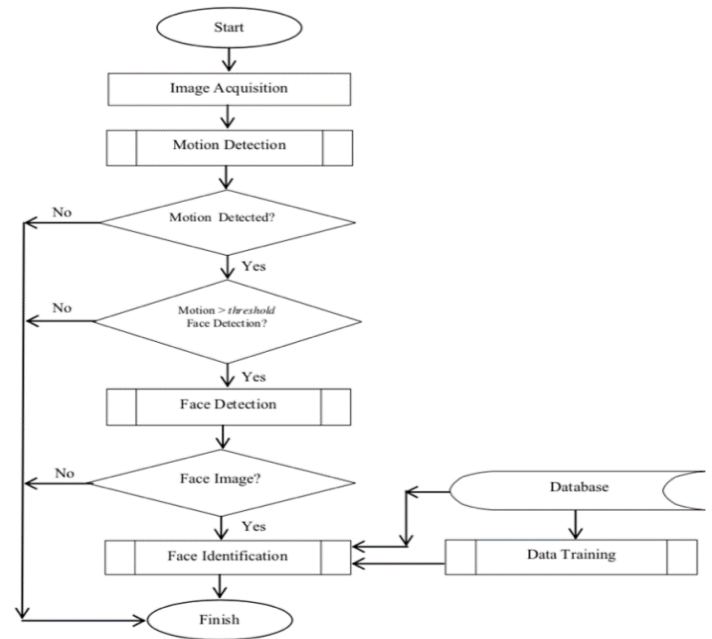 Start
Image Acquisition
Motion Detection
No
Motion Detected?
Yes
No
Motion > threshold
Face Detection?
Yes
Face Detection
No
Face Image?
Database
Yes
Face Identification
Data Training
Finish